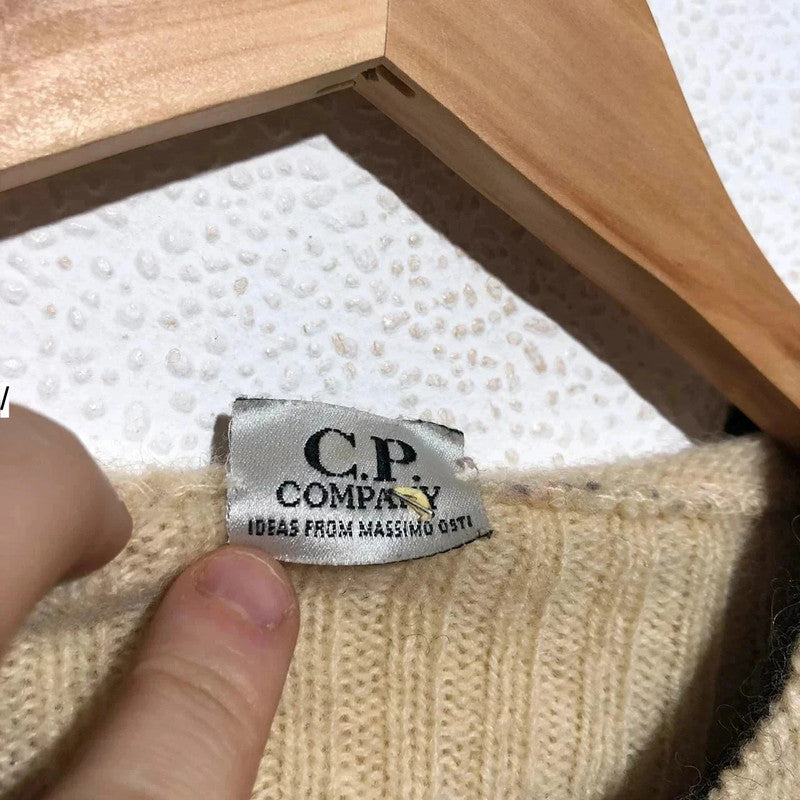 /
C.P.
COMPANY
IDEAS FROM MASSIMO OSTI